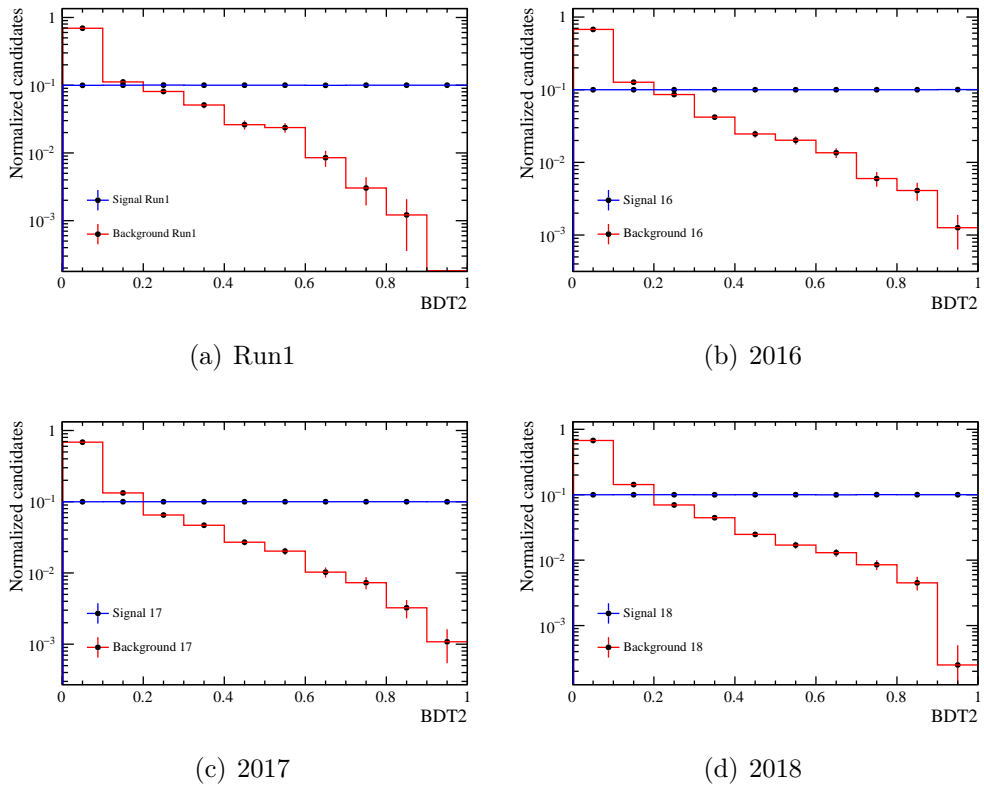 Normalized candidates
1
10⁻¹
10⁻²
10⁻³
Signal Run1
Background Run1
0 0.2 0.4 0.6 0.8 1
BDT2
(a) Run1
Normalized candidates
1
10⁻¹
10⁻²
10⁻³
Signal 16
Background 16
0 0.2 0.4 0.6 0.8 1
BDT2
(b) 2016
Normalized candidates
1
10⁻¹
10⁻²
10⁻³
Signal 17
Background 17
0 0.2 0.4 0.6 0.8 1
BDT2
(c) 2017
Normalized candidates
1
10⁻¹
10⁻²
10⁻³
Signal 18
Background 18
0 0.2 0.4 0.6 0.8 1
BDT2
(d) 2018